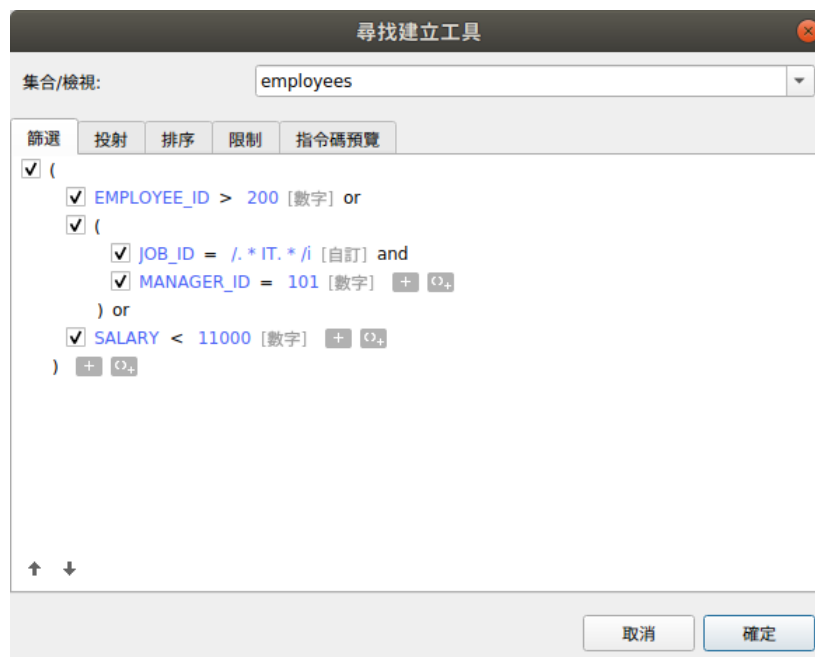 尋找建立工具
集合/檢視: employees
篩選 投射 排序 限制 指令碼預覽
(
EMPLOYEE_ID > 200 [數字] or
(
JOB_ID = /. * IT. * /i [自訂] and
MANAGER_ID = 101 [數字]
) or
SALARY < 11000 [數字]
)
取消 確定